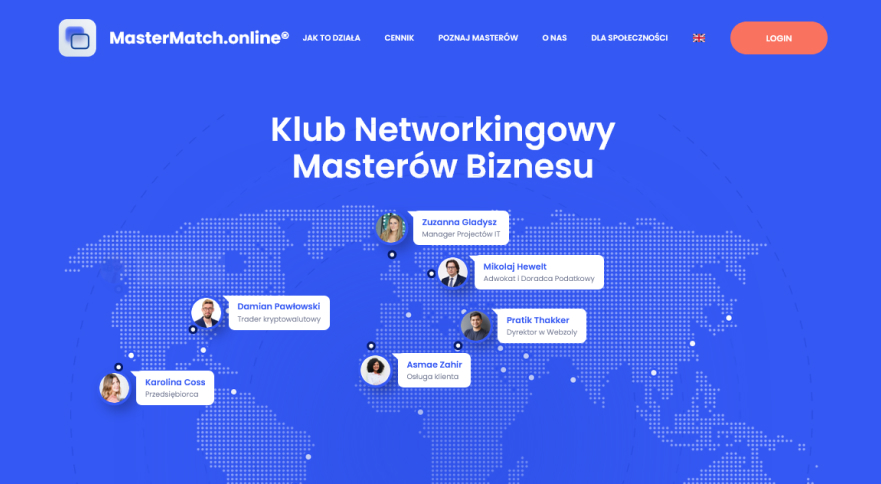 MasterMatch.online®
JAK TO DZIAŁA
CENNIK
POZNAJ MASTERÓW
O NAS
DLA SPOŁECZNOŚCI
LOGIN
Klub Networkingowy
Masterów Biznesu
Zuzanna Gladysz
Manager Projectów IT
Mikolaj Hewelt
Adwokat i Doradca Podatkowy
Damian Pawłowski
Trader kryptowalutowy
Pratik Thakker
Dyrektor w Webzoly
Asmae Zahir
Osługa klienta
Karolina Coss
Przedsiębiorca